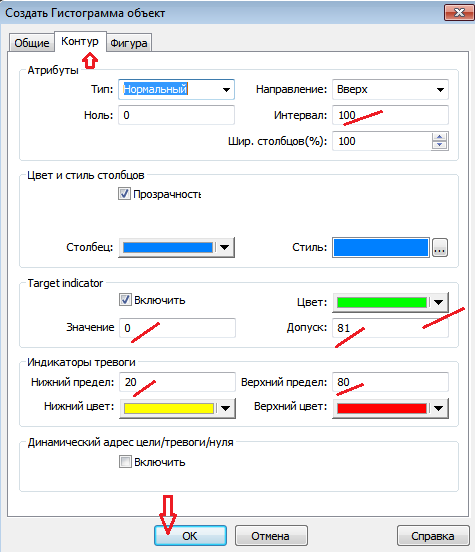 Создать Гистограмма объект
Общие Контур Фигура
Атрибуты
Тип: Нормальный Направление: Вверх
Ноль: 0 Интервал: 100
Шир. столбцов(%): 100
Цвет и стиль столбцов
Прозрачность
Столбец: Стиль: ...
Target indicator
Включить Цвет:
Значение 0 Допуск: 81
Индикаторы тревоги
Нижний предел: 20 Верхний предел: 80
Нижний цвет: Верхний цвет:
Динамический адрес цели/тревоги/нуля
Включить
ОК Отмена Справка